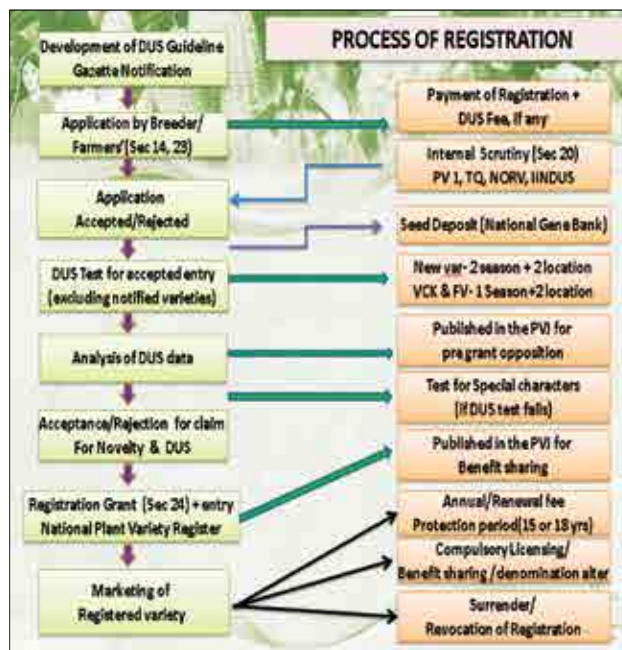 PROCESS OF REGISTRATION
Development of DUS Guideline
Gazette Notification
Application by Breeder/
Farmers'(Sec 14, 23)
Application
Accepted/Rejected
DUS Test for accepted entry
(excluding notified varieties)
Analysis of DUS data
Acceptance/Rejection for claim
For Novelty & DUS
Registration Grant (Sec 24) + entry
National Plant Variety Register
Marketing of
Registered variety
Payment of Registration +
DUS Fee, if any
Internal Scrutiny (Sec 20)
PV 1, TQ, NORV, IINDUS
Seed Deposit (National Gene Bank)
New var- 2 season + 2 location
VCK & FV- 1 Season+2 location
Published in the PVJ for
pregrant opposition
Test for Special characters
(if DUS test fails)
Published in the PVJ for
Benefit sharing
Annual/Renewal fee
Protection period(15 or 18 yrs)
Compulsory Licensing/
Benefit sharing /denomination alter
Surrender/
Revocation of Registration